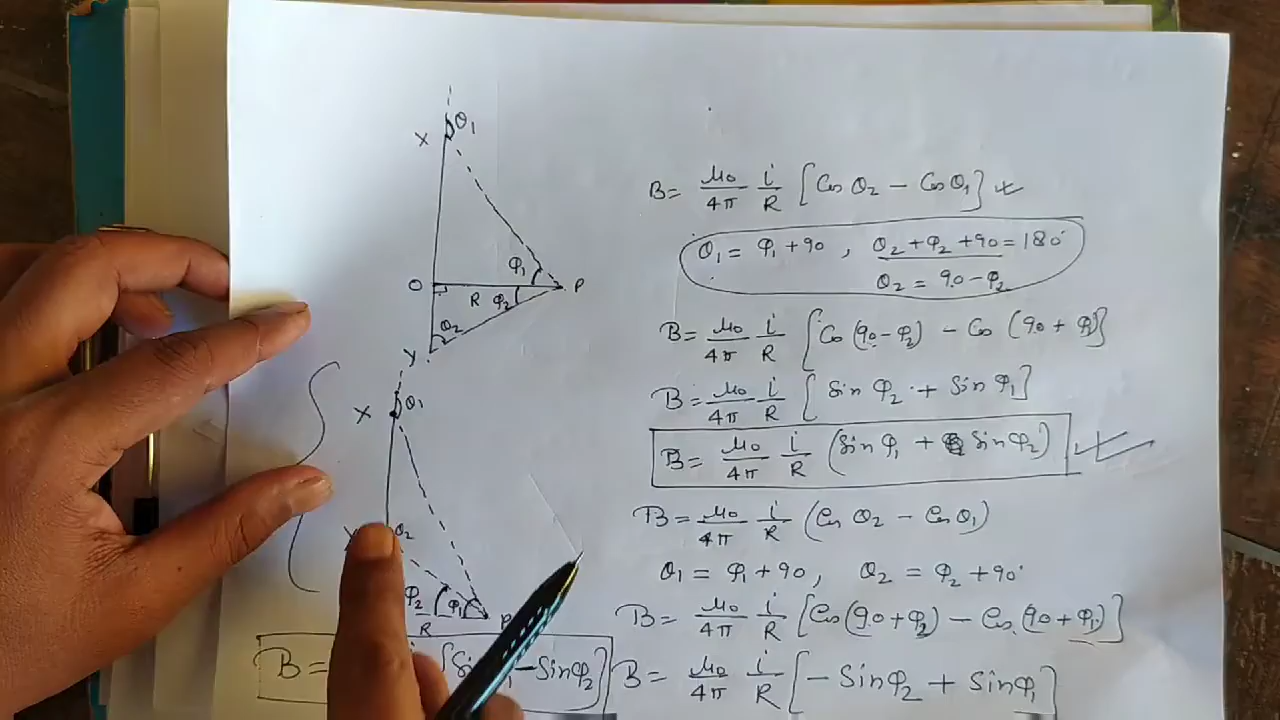 X θ₁
φ₁
O R φ₂ P
θ₂
Y
X θ₁
θ₂
φ₂ φ₁
R P
B = [Sin – Sinφ₂]
B = μ₀/4π i/R [Cos θ₂ – Cos θ₁]
θ₁ = φ₁ + 90 , θ₂ + φ₂ + 90 = 180°
θ₂ = 90 – φ₂
B = μ₀/4π i/R [Cos (90 – φ₂) – Cos (90 + φ₁)]
B = μ₀/4π i/R [Sin φ₂ + Sin φ₁]
B = μ₀/4π i/R (Sin φ₁ + Sin φ₂)
B = μ₀/4π i/R (Cos θ₂ – Cos θ₁)
θ₁ = φ₁ + 90 , θ₂ = φ₂ + 90°
B = μ₀/4π i/R [Cos (90 + φ₂) – Cos (90 + φ₁)]
B = μ₀/4π i/R [– Sin φ₂ + Sin φ₁]